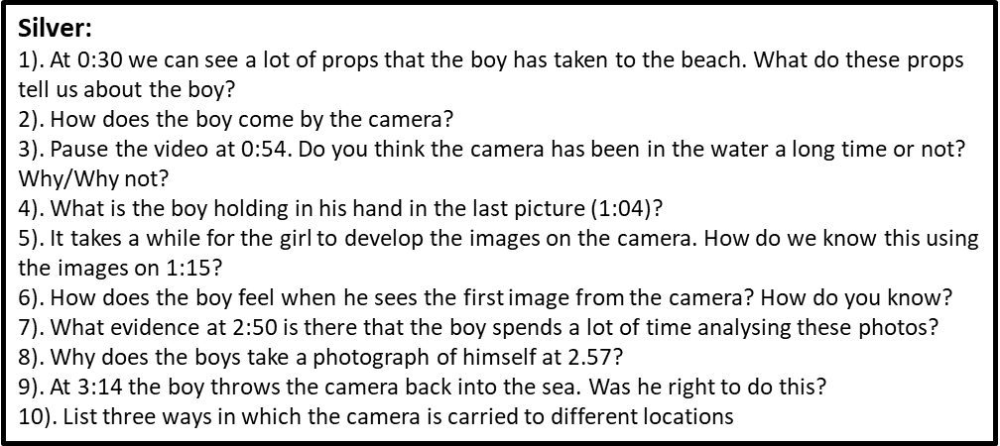 Silver:
1). At 0:30 we can see a lot of props that the boy has taken to the beach. What do these props
tell us about the boy?
2). How does the boy come by the camera?
3). Pause the video at 0:54. Do you think the camera has been in the water a long time or not?
Why/Why not?
4). What is the boy holding in his hand in the last picture (1:04)?
5). It takes a while for the girl to develop the images on the camera. How do we know this using
the images on 1:15?
6). How does the boy feel when he sees the first image from the camera? How do you know?
7). What evidence at 2:50 is there that the boy spends a lot of time analysing these photos?
8). Why does the boys take a photograph of himself at 2.57?
9). At 3:14 the boy throws the camera back into the sea. Was he right to do this?
10). List three ways in which the camera is carried to different locations